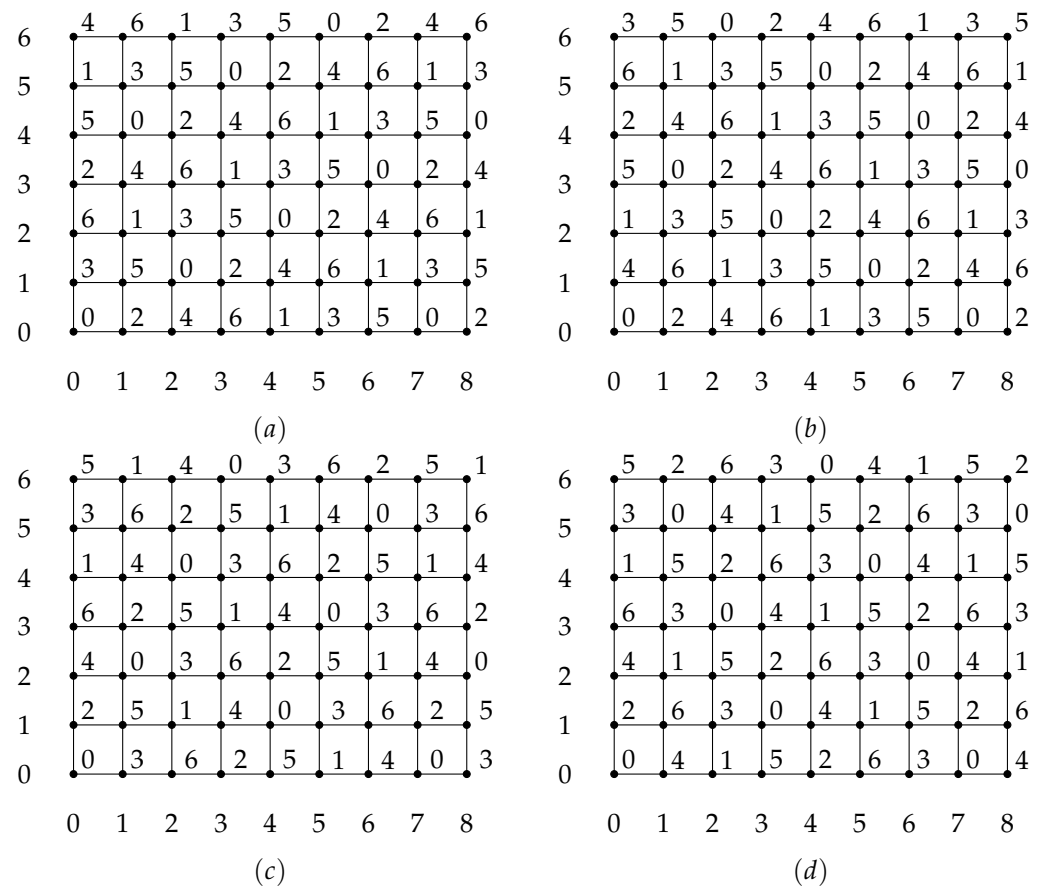 4 6 1 3 5 0 2 4 6 3 5 0 2 4 6 1 3 5
6 6
1 3 5 0 2 4 6 1 3 6 1 3 5 0 2 4 6 1
5 5
5 0 2 4 6 1 3 5 0 2 4 6 1 3 5 0 2 4
4 4
2 4 6 1 3 5 0 2 4 5 0 2 4 6 1 3 5 0
3 3
6 1 3 5 0 2 4 6 1 1 3 5 0 2 4 6 1 3
2 2
3 5 0 2 4 6 1 3 5 4 6 1 3 5 0 2 4 6
1 1
0 2 4 6 1 3 5 0 2 0 2 4 6 1 3 5 0 2
0 0
0 1 2 3 4 5 6 7 8 0 1 2 3 4 5 6 7 8
(a) (b)
5 1 4 0 3 6 2 5 1 5 2 6 3 0 4 1 5 2
6 6
3 6 2 5 1 4 0 3 6 3 0 4 1 5 2 6 3 0
5 5
1 4 0 3 6 2 5 1 4 1 5 2 6 3 0 4 1 5
4 4
6 2 5 1 4 0 3 6 2 6 3 0 4 1 5 2 6 3
3 3
4 0 3 6 2 5 1 4 0 4 1 5 2 6 3 0 4 1
2 2
2 5 1 4 0 3 6 2 5 2 6 3 0 4 1 5 2 6
1 1
0 3 6 2 5 1 4 0 3 0 4 1 5 2 6 3 0 4
0 0
0 1 2 3 4 5 6 7 8 0 1 2 3 4 5 6 7 8
(c) (d)